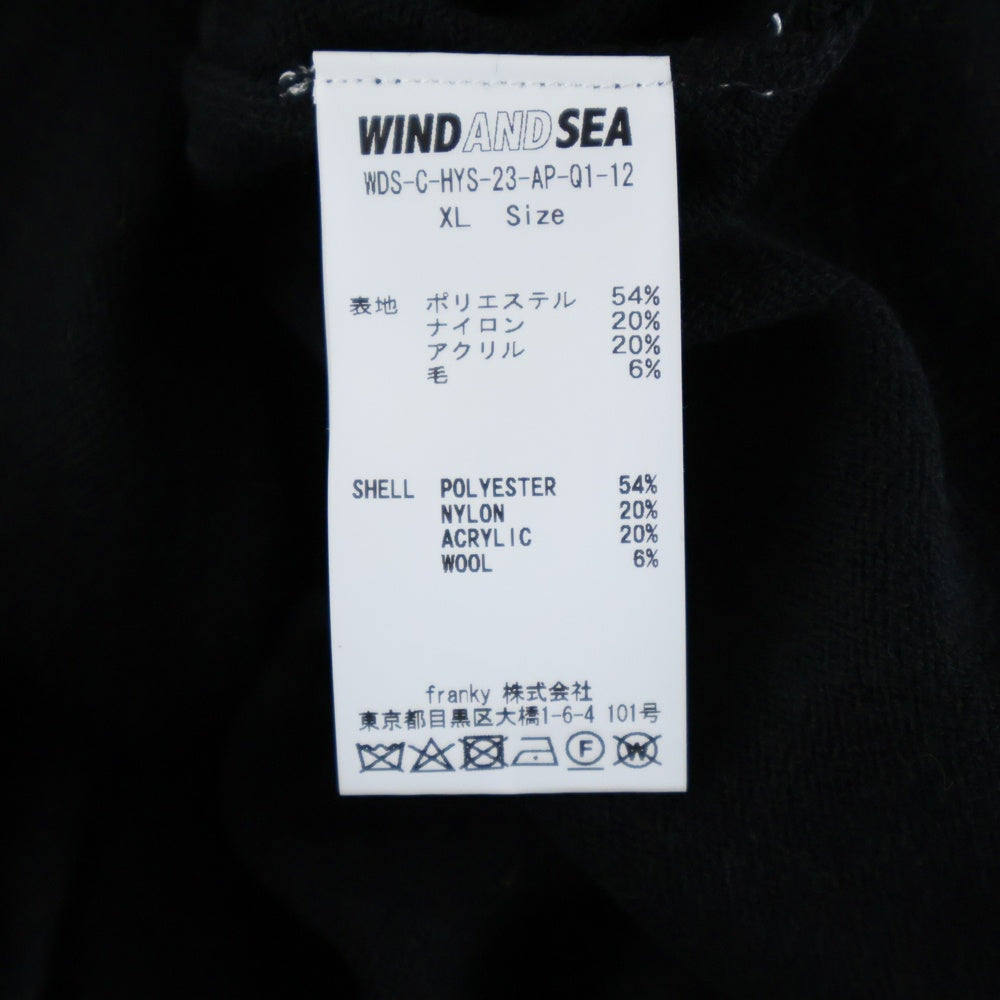 WINDANDSEA
WDS-C-HYS-23-AP-Q1-12
XL Size
表地 ポリエステル 54%
ナイロン 20%
アクリル 20%
毛 6%
SHELL POLYESTER 54%
NYLON 20%
ACRYLIC 20%
WOOL 6%
franky 株式会社
東京都目黒区大橋1-6-4 101号
F W